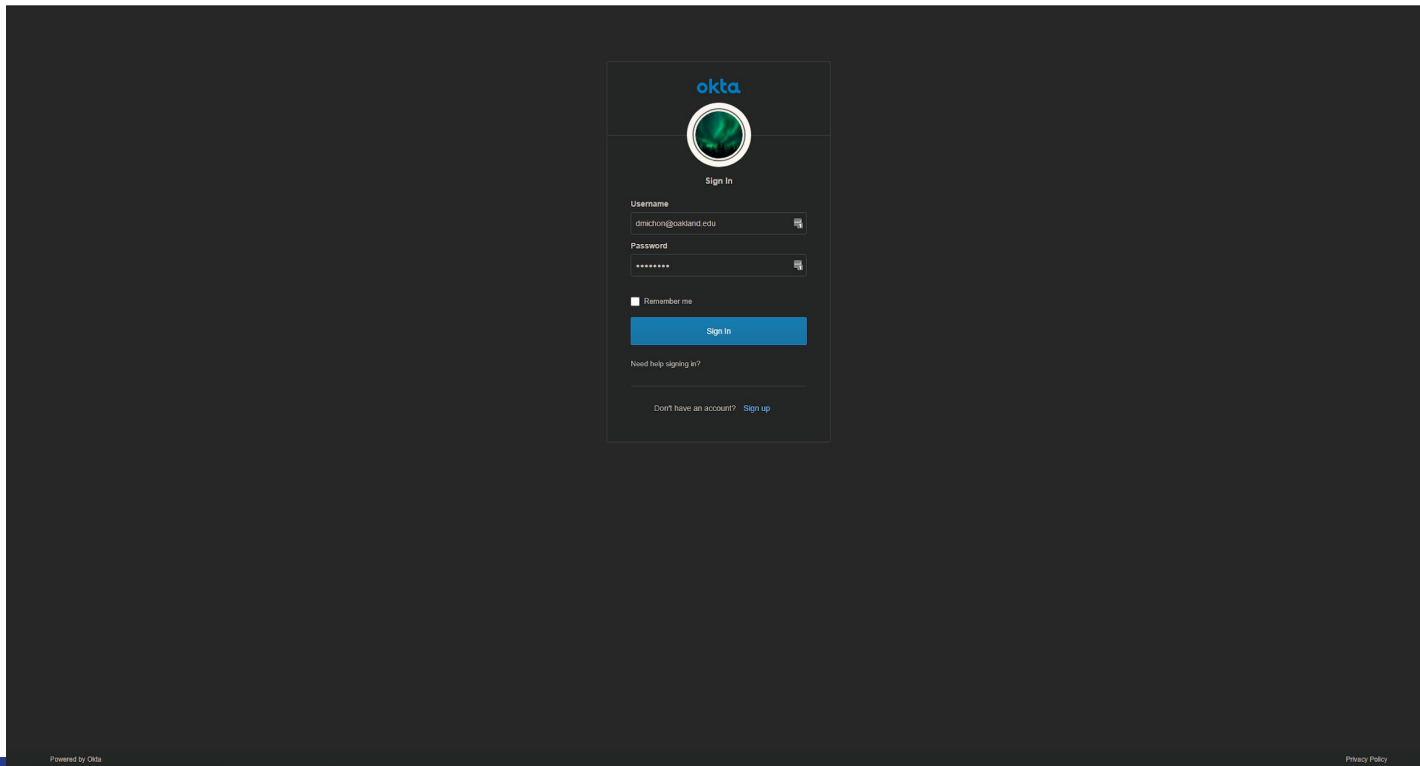 okta
Sign In
Username
dmichon@oakland.edu
Password
••••••••
Remember me
Sign In
Need help signing in?
Don't have an account? Sign up
Powered by Okta
Privacy Policy